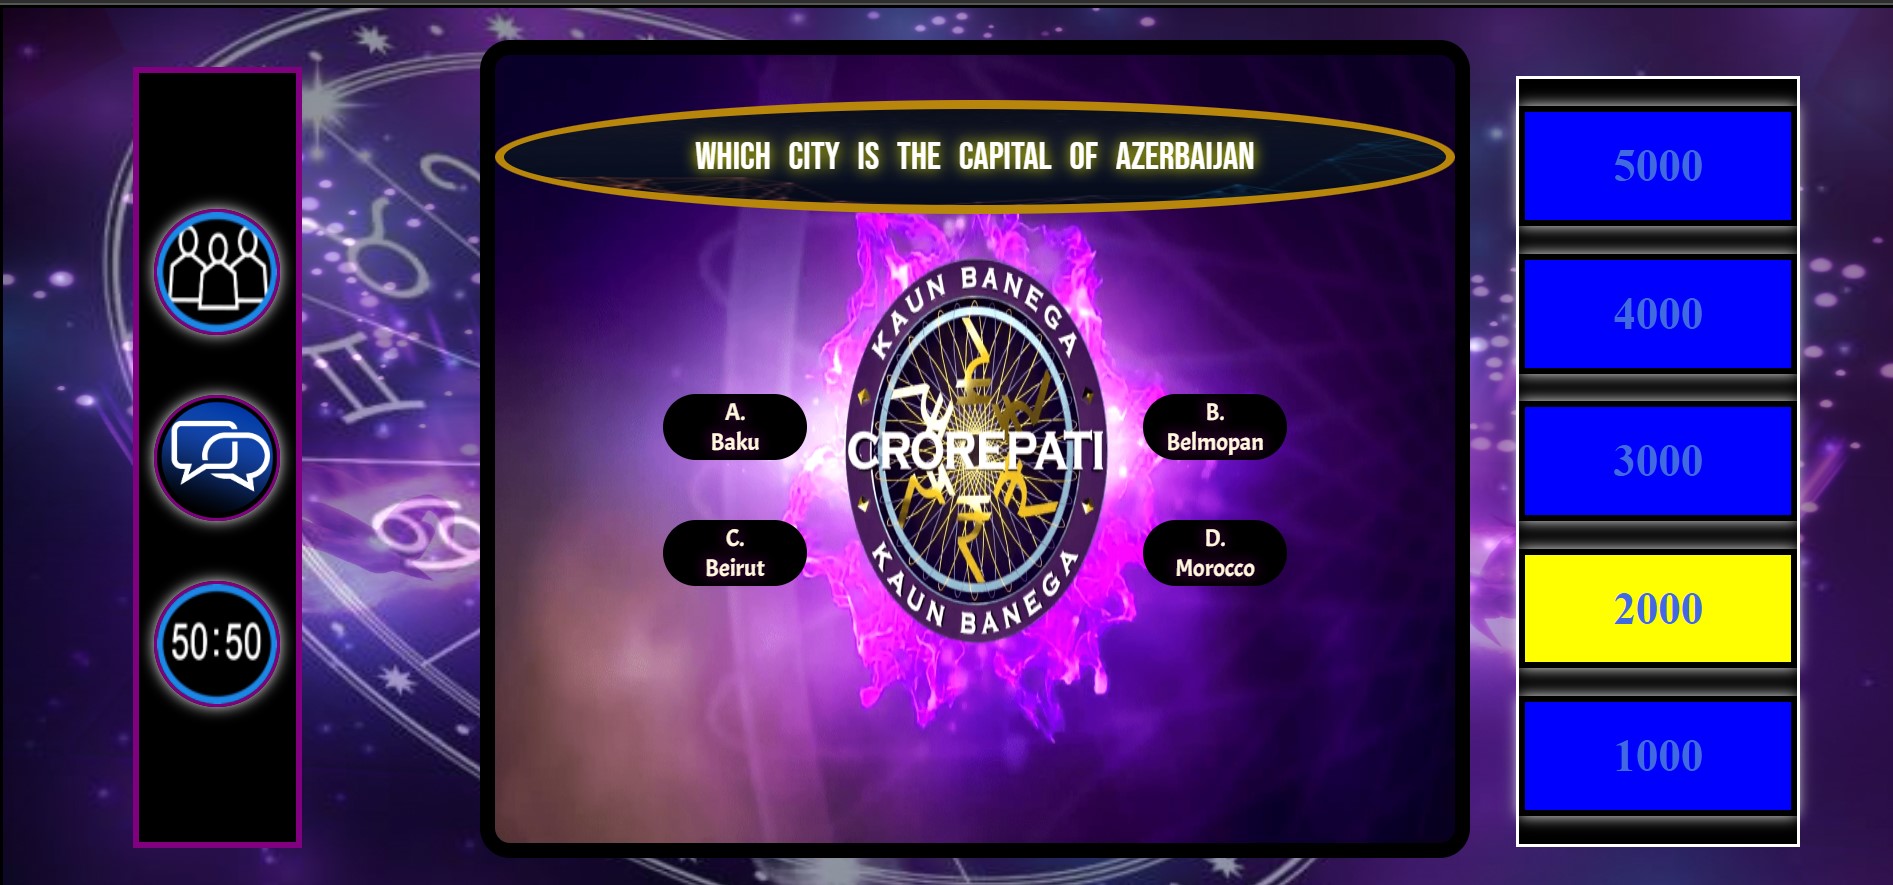 WHICH CITY IS THE CAPITAL OF AZERBAIJAN
50:50
KAUN BANEGA
CROREPATI
KAUN BANEGA
A.
Baku
B.
Belmopan
C.
Beirut
D.
Morocco
5000
4000
3000
2000
1000